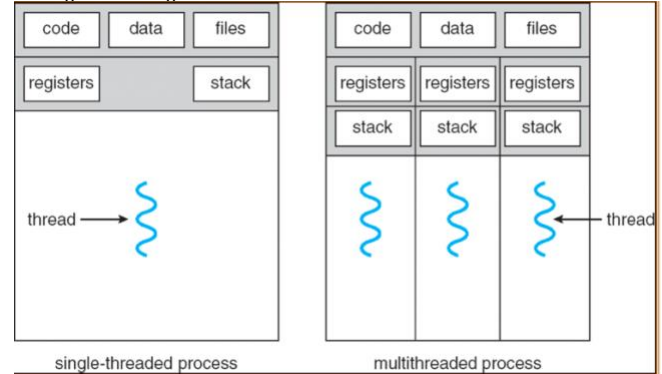 code data files code data files
registers stack registers registers registers
stack stack stack
thread thread
single-threaded process multithreaded process